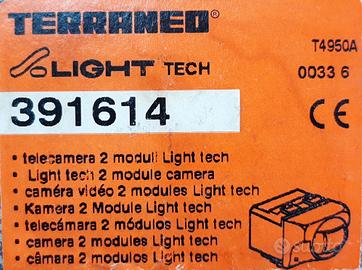 TERRANEO®
T4950A
LIGHT TECH
0033 6
391614
CE
• telecamera 2 moduli Light tech
• Light tech 2 module camera
• caméra vidéo 2 modules Light tech
• Kamera 2 Module Light tech
• telecámara 2 módulos Light tech
• camera 2 modules Light tech
• câmara 2 modulos Light tech
subito